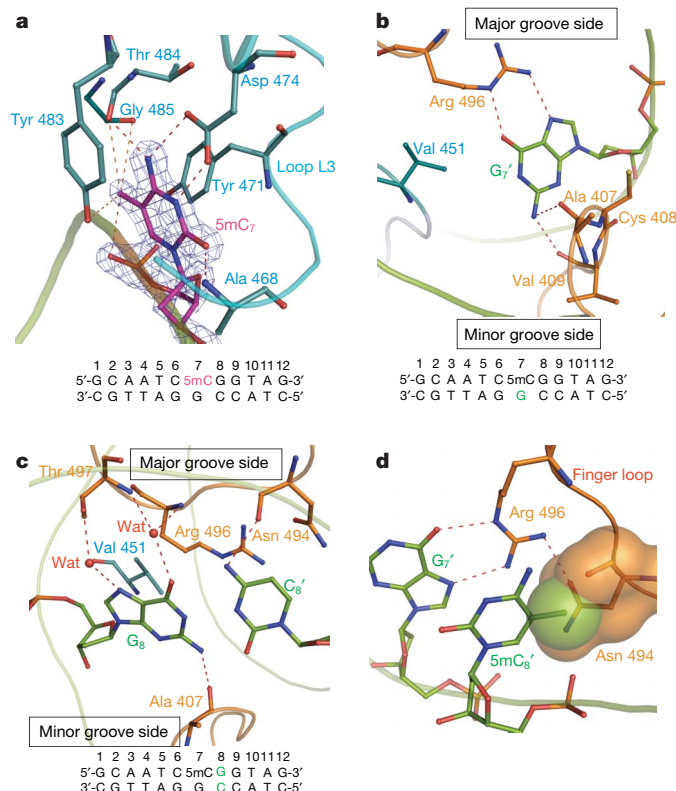 a
Thr 484
Asp 474
Gly 485
Tyr 483
Loop L3
Tyr 471
5mC7
Ala 468
1 2 3 4 5 6 7 8 9 10 11 12
5′-G C A A T C 5mC G G T A G-3′
3′-C G T T A G G C C A T C-5′
b
Major groove side
Arg 496
Val 451
G7′
Ala 407
Cys 408
Val 409
Minor groove side
1 2 3 4 5 6 7 8 9 10 11 12
5′-G C A A T C 5mC G G T A G-3′
3′-C G T T A G G C C A T C-5′
c
Thr 497
Major groove side
Wat
Arg 496
Asn 494
Val 451
Wat
C8′
G8
Ala 407
Minor groove side
1 2 3 4 5 6 7 8 9 10 11 12
5′-G C A A T C 5mC G G T A G-3′
3′-C G T T A G G C C A T C-5′
d
Finger loop
Arg 496
G7′
5mC8′
Asn 494